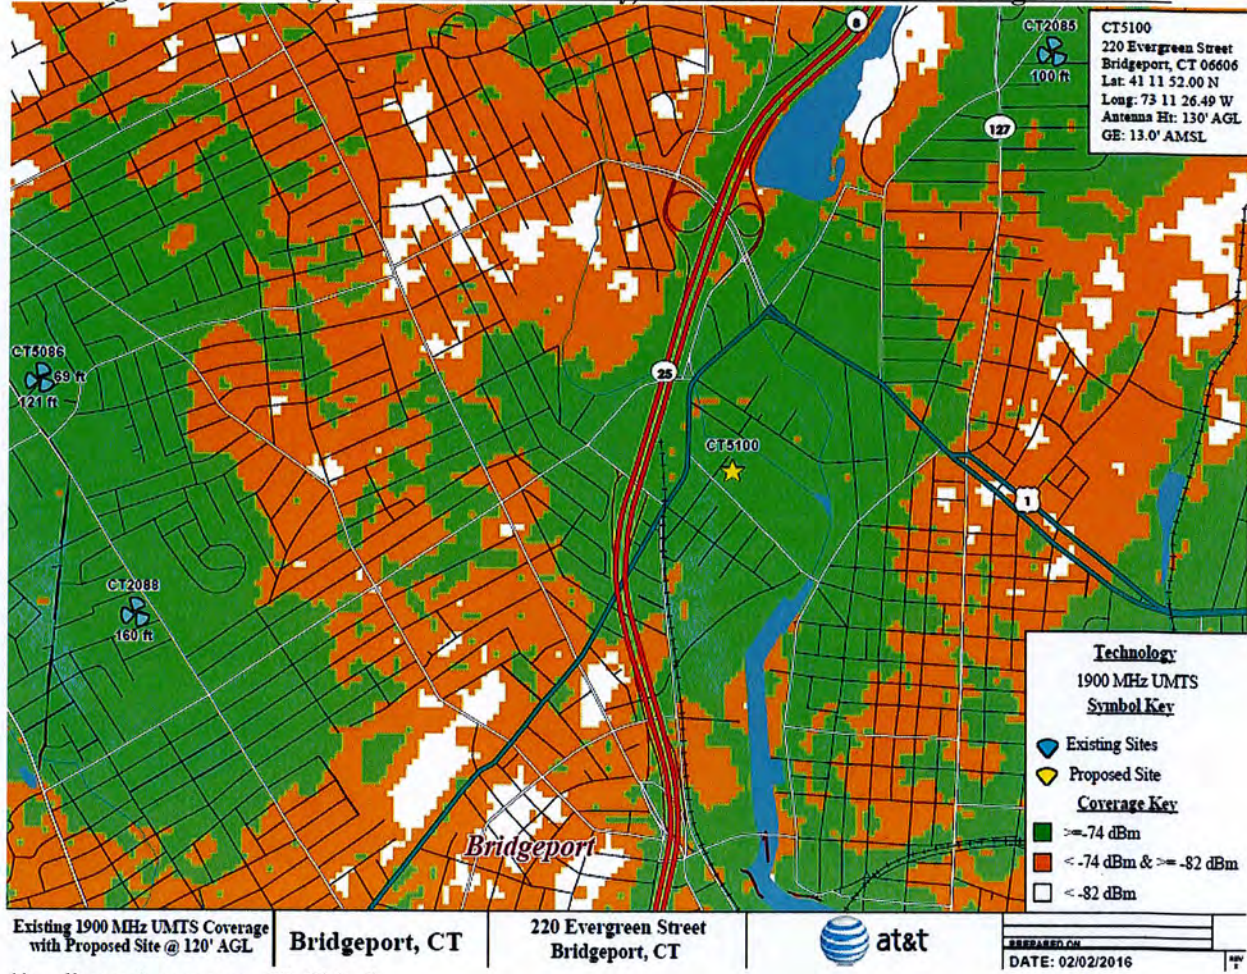 8
CT2085
100 ft
CT5100
220 Evergreen Street
Bridgeport, CT 06606
Lat: 41 11 52.00 N
Long: 73 11 26.49 W
Antenna Ht: 130' AGL
GE: 13.0' AMSL
127
CT5086
69 ft
121 ft
25
CT5100
1
CT2088
160 ft
Bridgeport
Technology
1900 MHz UMTS
Symbol Key
Existing Sites
Proposed Site
Coverage Key
>=-74 dBm
< -74 dBm & >= -82 dBm
< -82 dBm
Existing 1900 MHz UMTS Coverage
with Proposed Site @ 120' AGL
Bridgeport, CT
220 Evergreen Street
Bridgeport, CT
at&t
PREPARED ON
DATE: 02/02/2016
REV